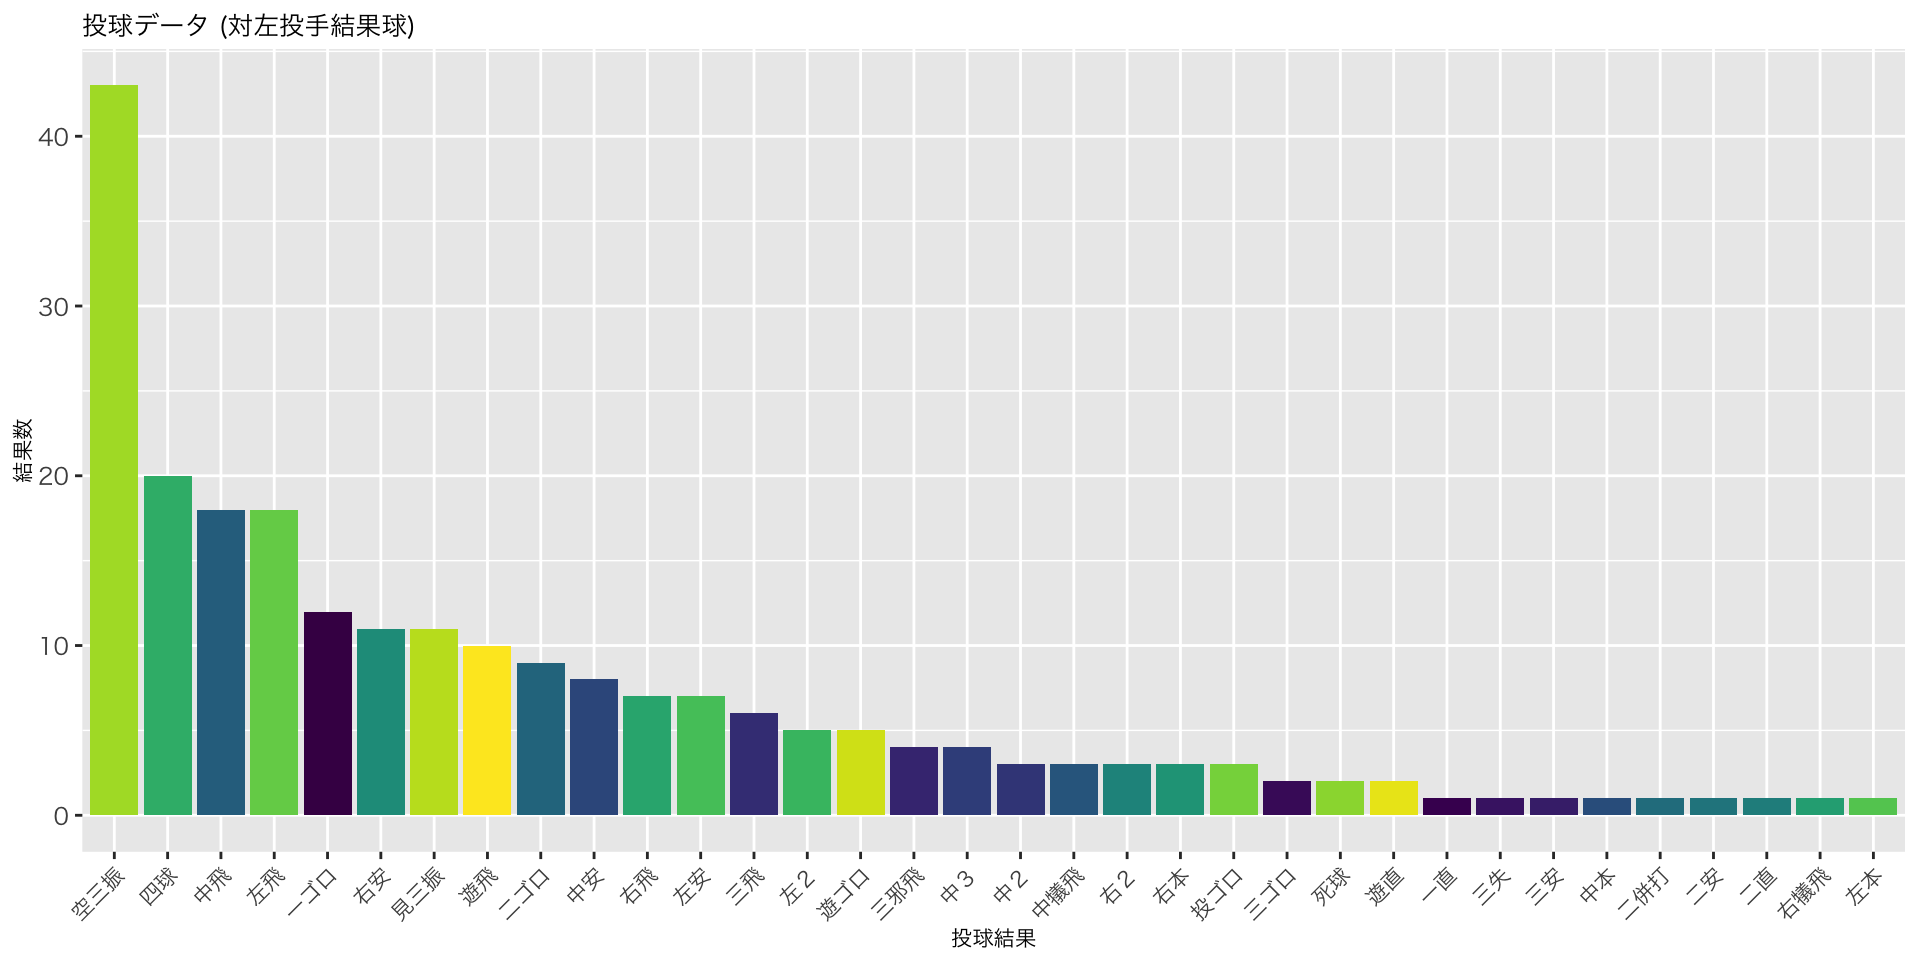 投球データ (対左投手結果球)
結果数
40
30
20
10
0
空三振
四球
中飛
左飛
一ゴロ
右安
見三振
遊飛
二ゴロ
中安
右飛
左安
三飛
左２
遊ゴロ
三邪飛
中３
中２
中犠飛
右２
右本
投ゴロ
三ゴロ
死球
遊直
一直
三失
三安
中本
二併打
二安
二直
右犠飛
左本
投球結果